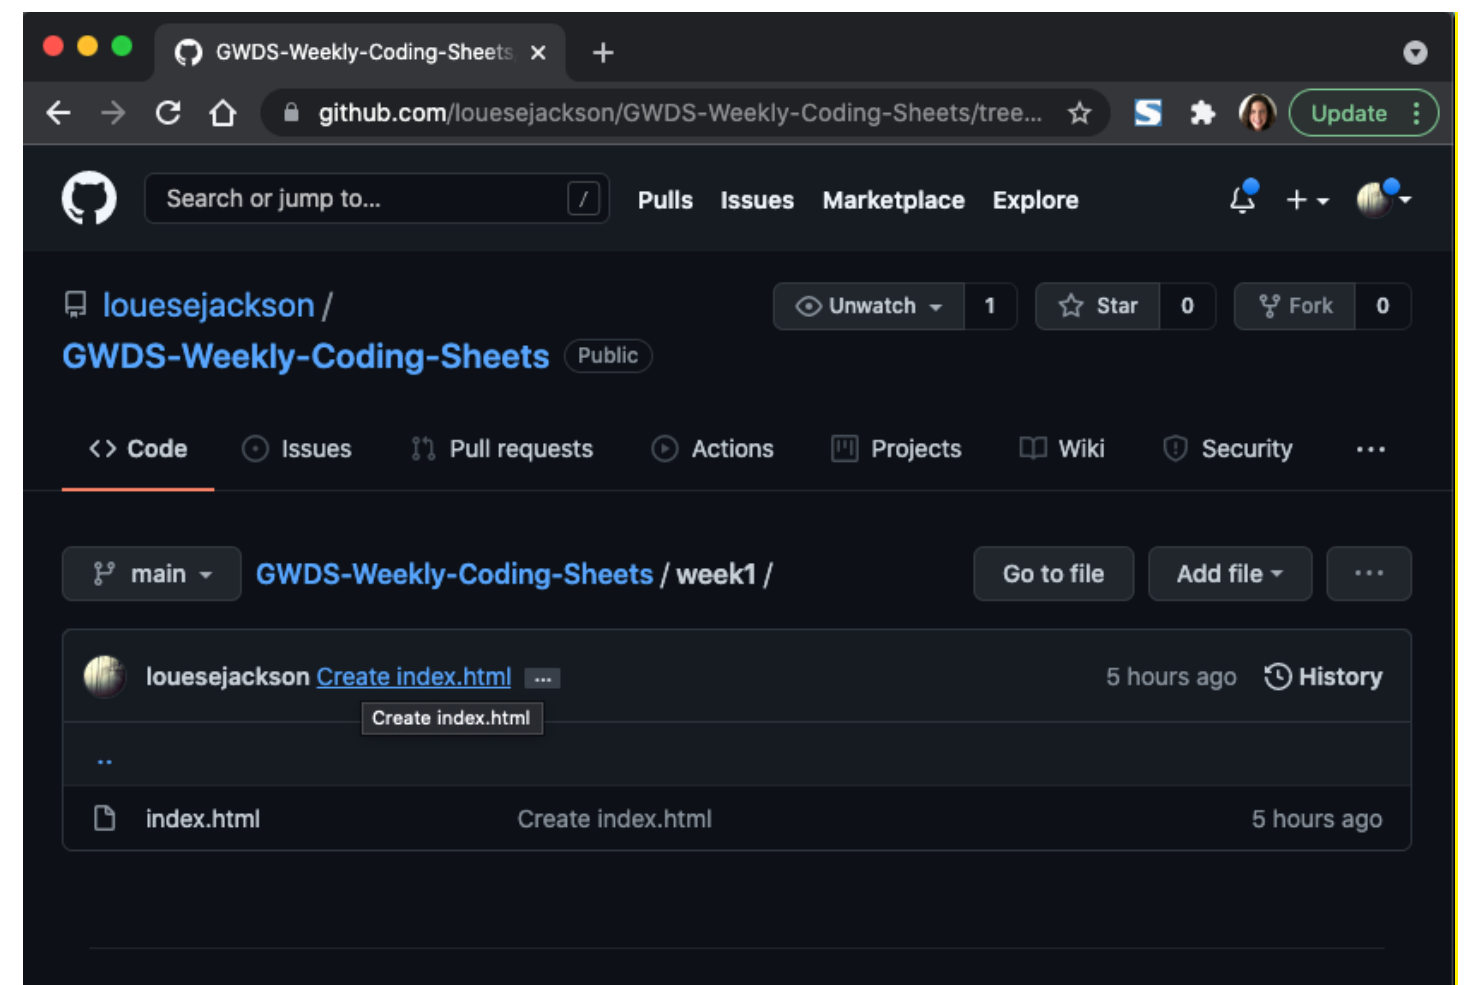 GWDS-Weekly-Coding-Sheets
github.com/louesejackson/GWDS-Weekly-Coding-Sheets/tree... Update
Search or jump to... / Pulls Issues Marketplace Explore
louesejackson / Unwatch 1 Star 0 Fork 0
GWDS-Weekly-Coding-Sheets Public
<> Code Issues Pull requests Actions Projects Wiki Security ...
main GWDS-Weekly-Coding-Sheets / week1 / Go to file Add file ...
louesejackson Create index.html ... 5 hours ago History
Create index.html
..
index.html Create index.html 5 hours ago